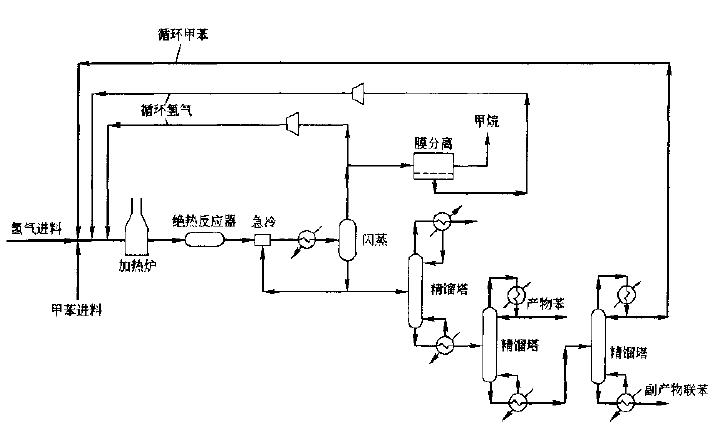 循环甲苯
循环氢气
甲烷
膜分离
氢气进料
绝热反应器
急冷
闪蒸
加热炉
甲苯进料
精馏塔
产物苯
精馏塔
精馏塔
副产物联苯